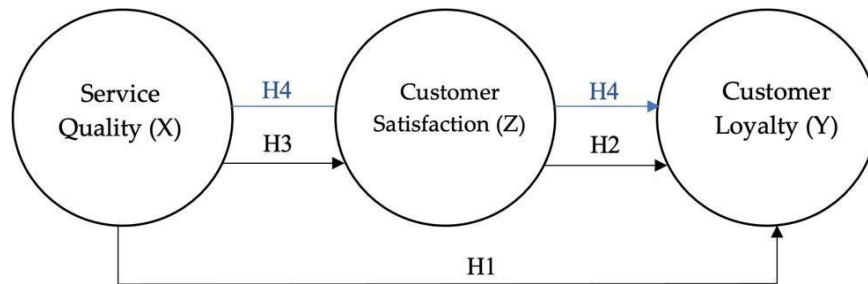 Service
Quality (X)
H4
H3
Customer
Satisfaction (Z)
H4
H2
Customer
Loyalty (Y)
H1